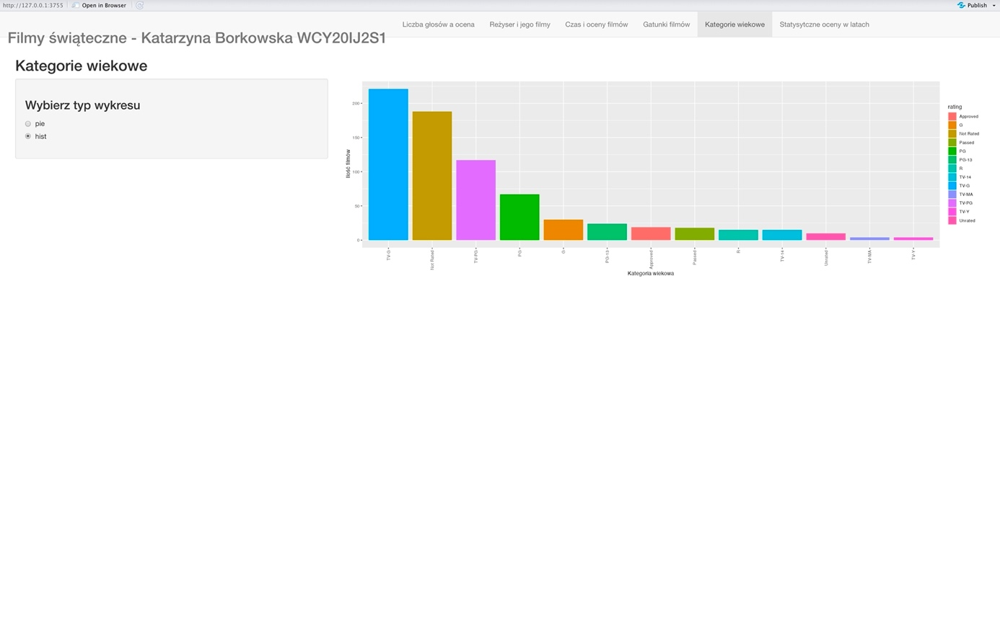 http://127.0.0.1:3755 Open in Browser Publish
Liczba głosów a ocena Reżyser i jego filmy Czas i oceny filmów Gatunki filmów Kategorie wiekowe Statysytczne oceny w latach
Filmy świąteczne - Katarzyna Borkowska WCY20IJ2S1
Kategorie wiekowe
Wybierz typ wykresu
pie
hist
Ilość filmów
200
150
100
50
0
TV-G Not Rated TV-PG PG G PG-13 Approved Passed R TV-14 Unrated TV-MA TV-Y
Kategoria wiekowa
rating
Approved
G
Not Rated
Passed
PG
PG-13
R
TV-14
TV-G
TV-MA
TV-PG
TV-Y
Unrated